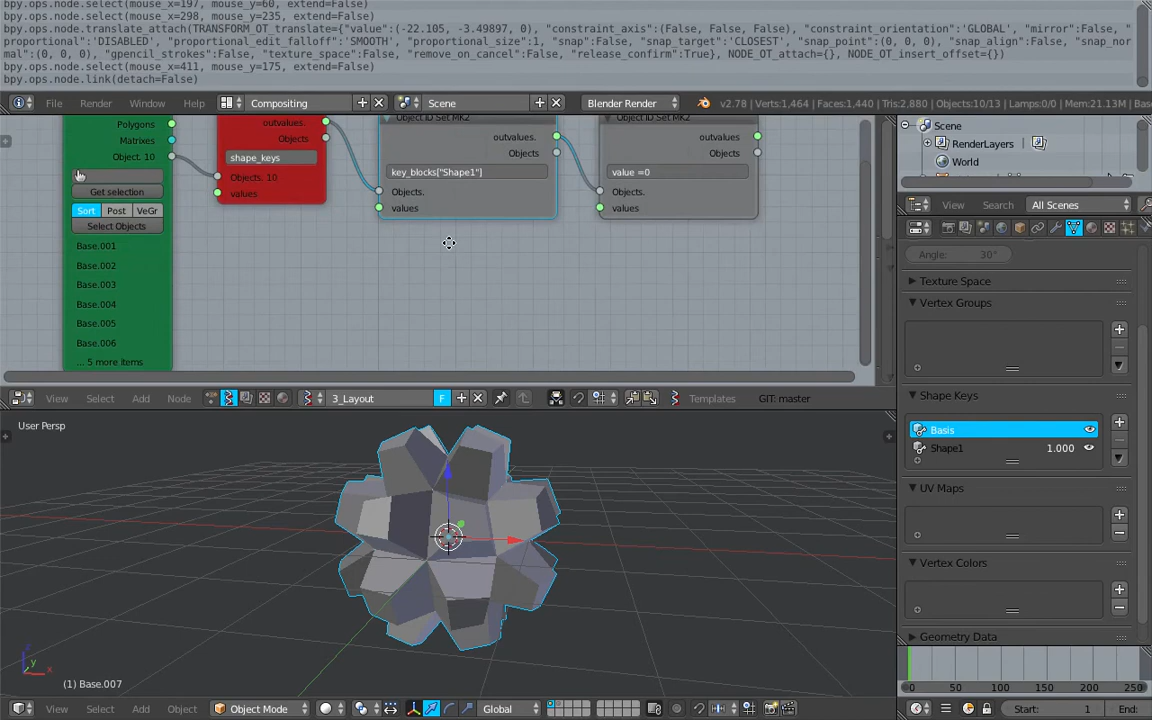 bpy.ops.node.select(mouse_x=197, mouse_y=60, extend=False)
bpy.ops.node.select(mouse_x=298, mouse_y=235, extend=False)
bpy.ops.node.translate_attach(TRANSFORM_OT_translate={"value":(-22.105, -3.49897, 0), "constraint_axis":(False, False, False), "constraint_orientation":'GLOBAL', "mirror":False, "
proportional":'DISABLED', "proportional_edit_falloff":'SMOOTH', "proportional_size":1, "snap":False, "snap_target":'CLOSEST', "snap_point":(0, 0, 0), "snap_align":False, "snap_nor
mal":(0, 0, 0), "gpencil_strokes":False, "texture_space":False, "remove_on_cancel":False, "release_confirm":True}, NODE_OT_attach={}, NODE_OT_insert_offset={})
bpy.ops.node.select(mouse_x=411, mouse_y=175, extend=False)
bpy.ops.node.link(detach=False)
File Render Window Help Compositing Scene Blender Render v2.78 | Verts:1,464 | Faces:1,440 | Tris:2,880 | Objects:10/13 | Lamps:0/0 | Mem:21.13M
Polygons
Matrixes
Object. 10
Get selection
Sort Post VeGr
Select Objects
Base.001
Base.002
Base.003
Base.004
Base.005
Base.006
... 5 more items
outvalues.
Objects
shape_keys
Objects. 10
values
Object ID Set MK2
outvalues.
Objects
key_blocks["Shape1"]
Objects.
values
Object ID Set MK2
outvalues.
Objects
value =0
Objects.
values
Scene
RenderLayers
World
View Search All Scenes
Angle: 30°
Texture Space
Vertex Groups
Shape Keys
Basis
Shape1 1.000
UV Maps
Vertex Colors
Geometry Data
View Select Add Node 3_Layout F Templates GIT: master
User Persp
z
y
x
(1) Base.007
View Select Add Object Object Mode Global
0 50 100 150 200 250
Start: 1 End: